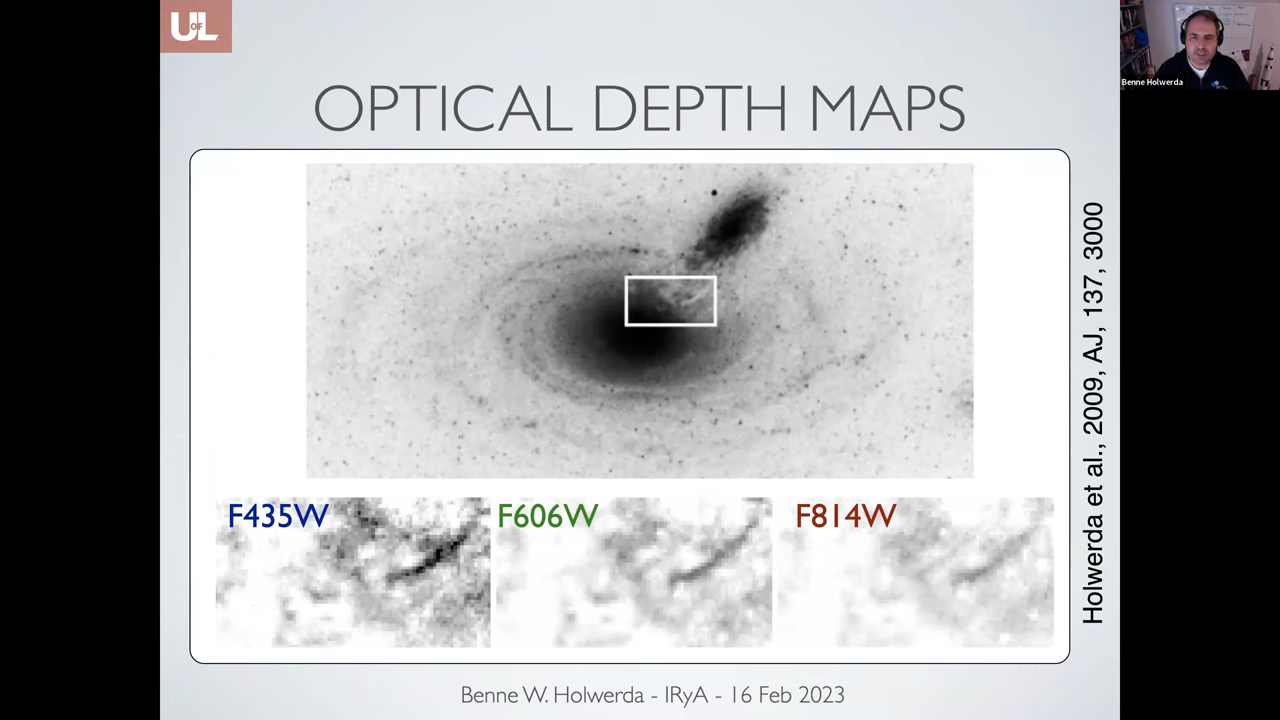 UofL
Benne Holwerda
OPTICAL DEPTH MAPS
F435W
F606W
F814W
Holwerda et al., 2009, AJ, 137, 3000
Benne W. Holwerda - IRyA - 16 Feb 2023